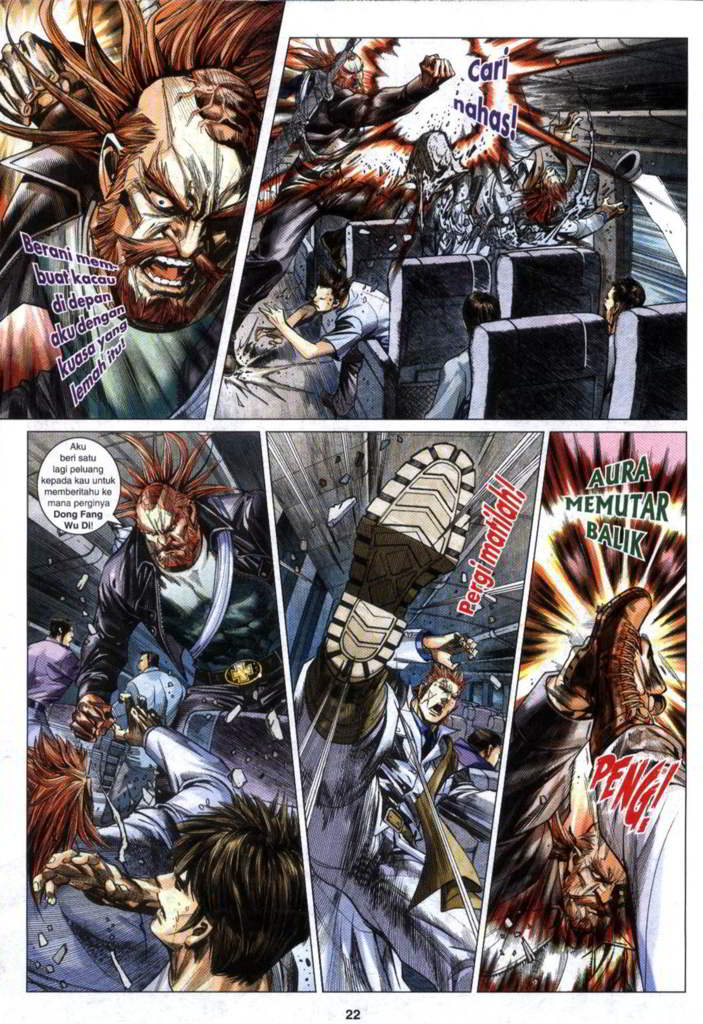 Berani mem-
buat kacau
di depan
aku dengan
kuasa yang
lemah itu!
Cari
nahas!
Aku
beri satu
lagi peluang
kepada kau untuk
memberitahu ke
mana perginya
Dong Fang
Wu Di!
Pergi matilah!
AURA
MEMUTAR
BALIK
PENG!
22